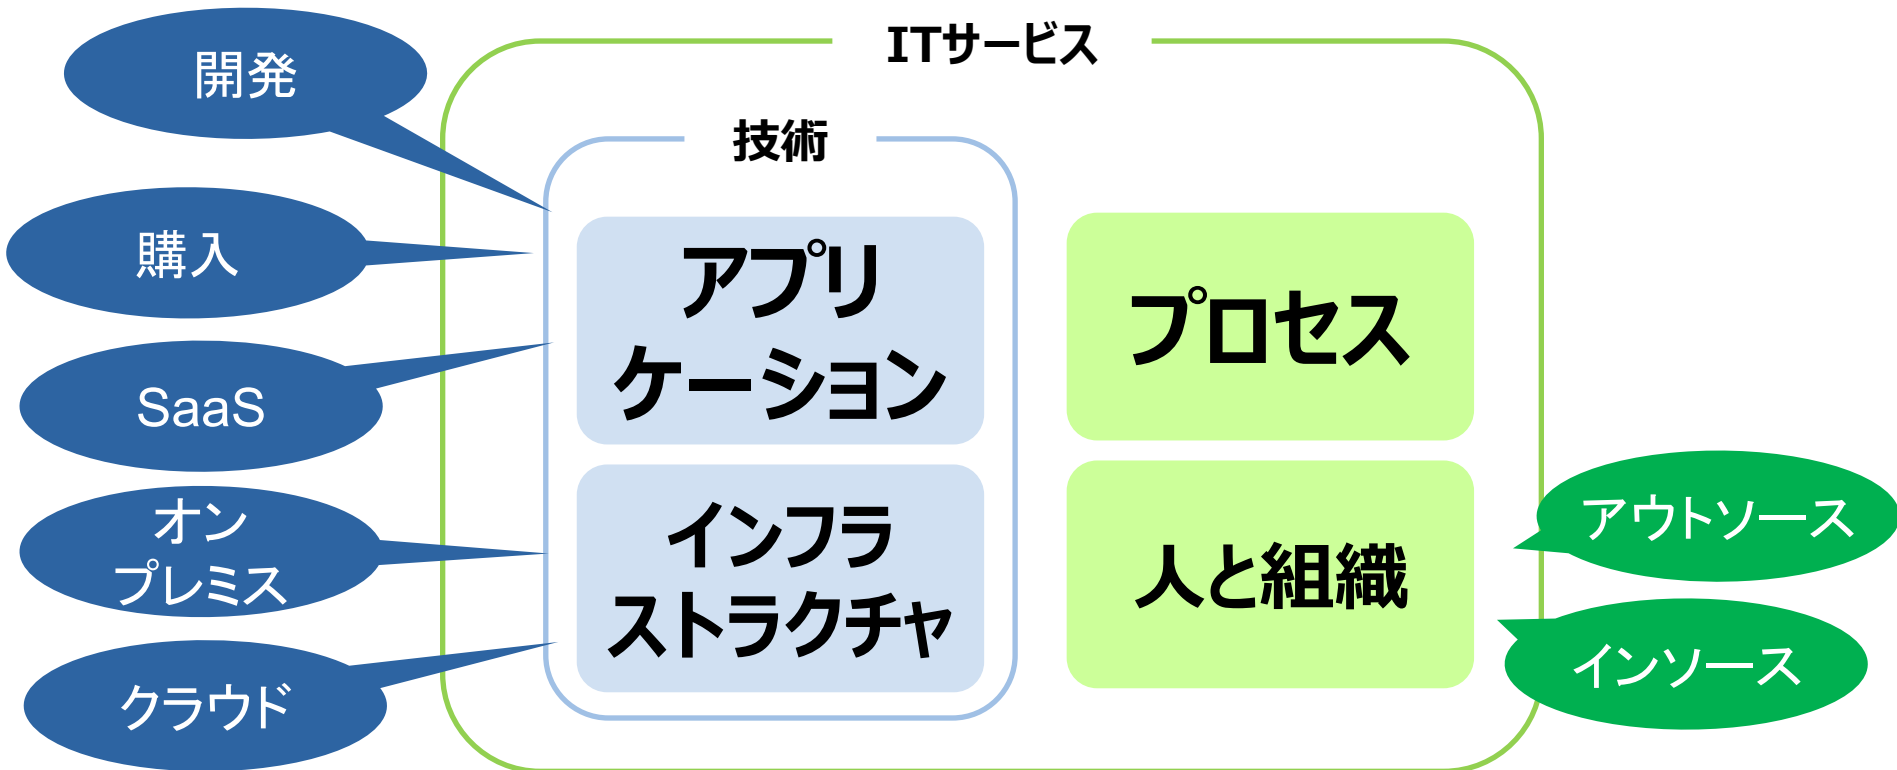 ITサービス
開発
技術
購入
アプリ
ケーション
プロセス
SaaS
オン
プレミス
インフラ
ストラクチャ
人と組織
アウトソース
クラウド
インソース